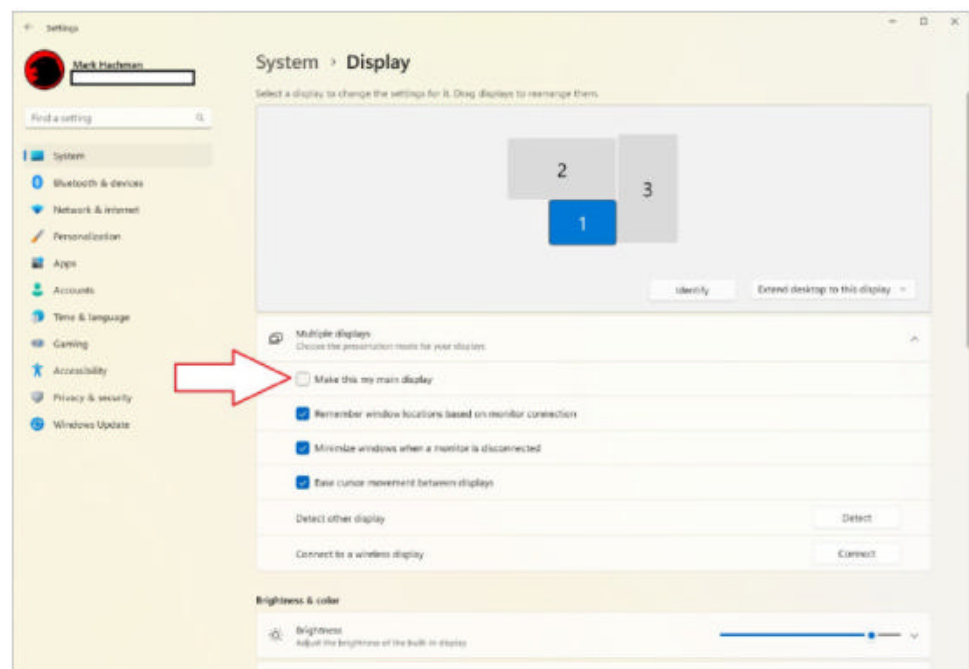 Settings
Mark Hachman
System › Display
Select a display to change the settings for it. Drag displays to rearrange them.
Find a setting
System
Bluetooth & devices
Network & internet
Personalization
Apps
Accounts
Time & language
Gaming
Accessibility
Privacy & security
Windows Update
2
3
1
Identify
Extend desktop to this display
Multiple displays
Choose the presentation mode for your displays
Make this my main display
Remember window locations based on monitor connection
Minimize windows when a monitor is disconnected
Ease cursor movement between displays
Detect other display
Detect
Connect to a wireless display
Connect
Brightness & color
Brightness
Adjust the brightness of the built-in display